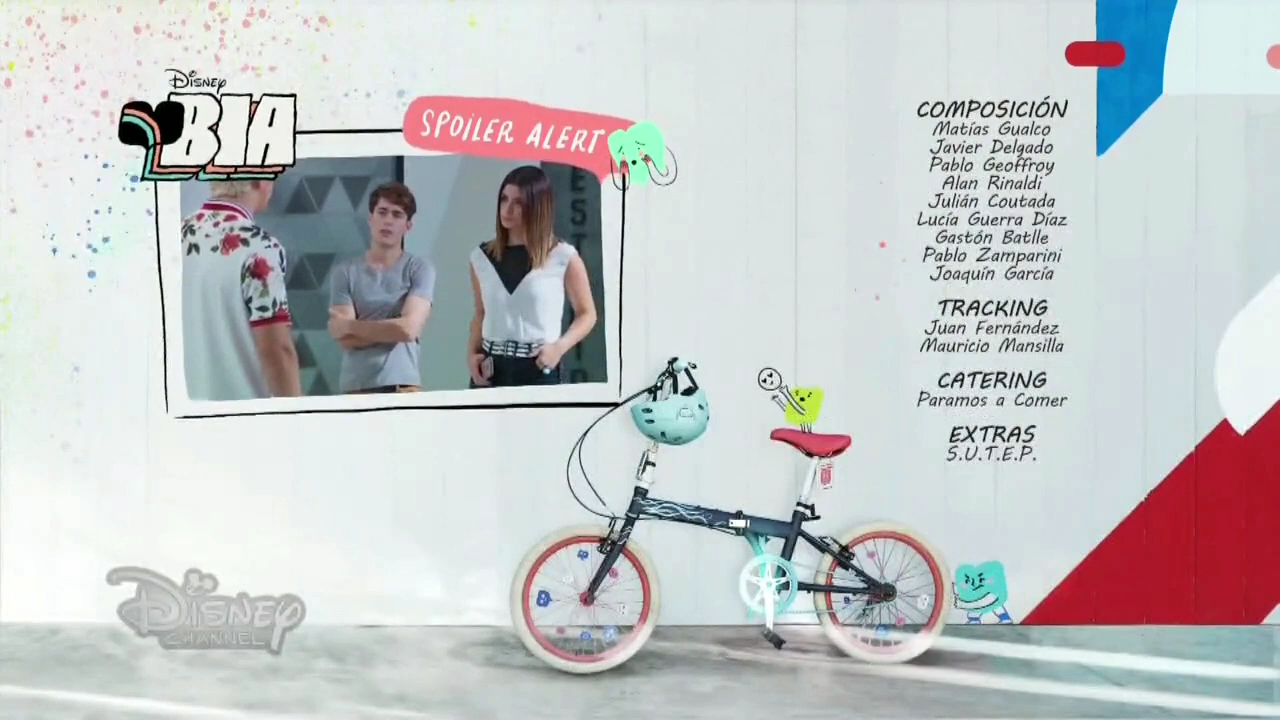 Disney
BIA
SPOILER ALERT
COMPOSICIÓN
Matías Gualco
Javier Delgado
Pablo Geoffroy
Alan Rinaldi
Julián Coutada
Lucía Guerra Díaz
Gastón Batlle
Pablo Zamparini
Joaquín García
TRACKING
Juan Fernández
Mauricio Mansilla
CATERING
Paramos a Comer
EXTRAS
S.U.T.E.P.
Disney
CHANNEL